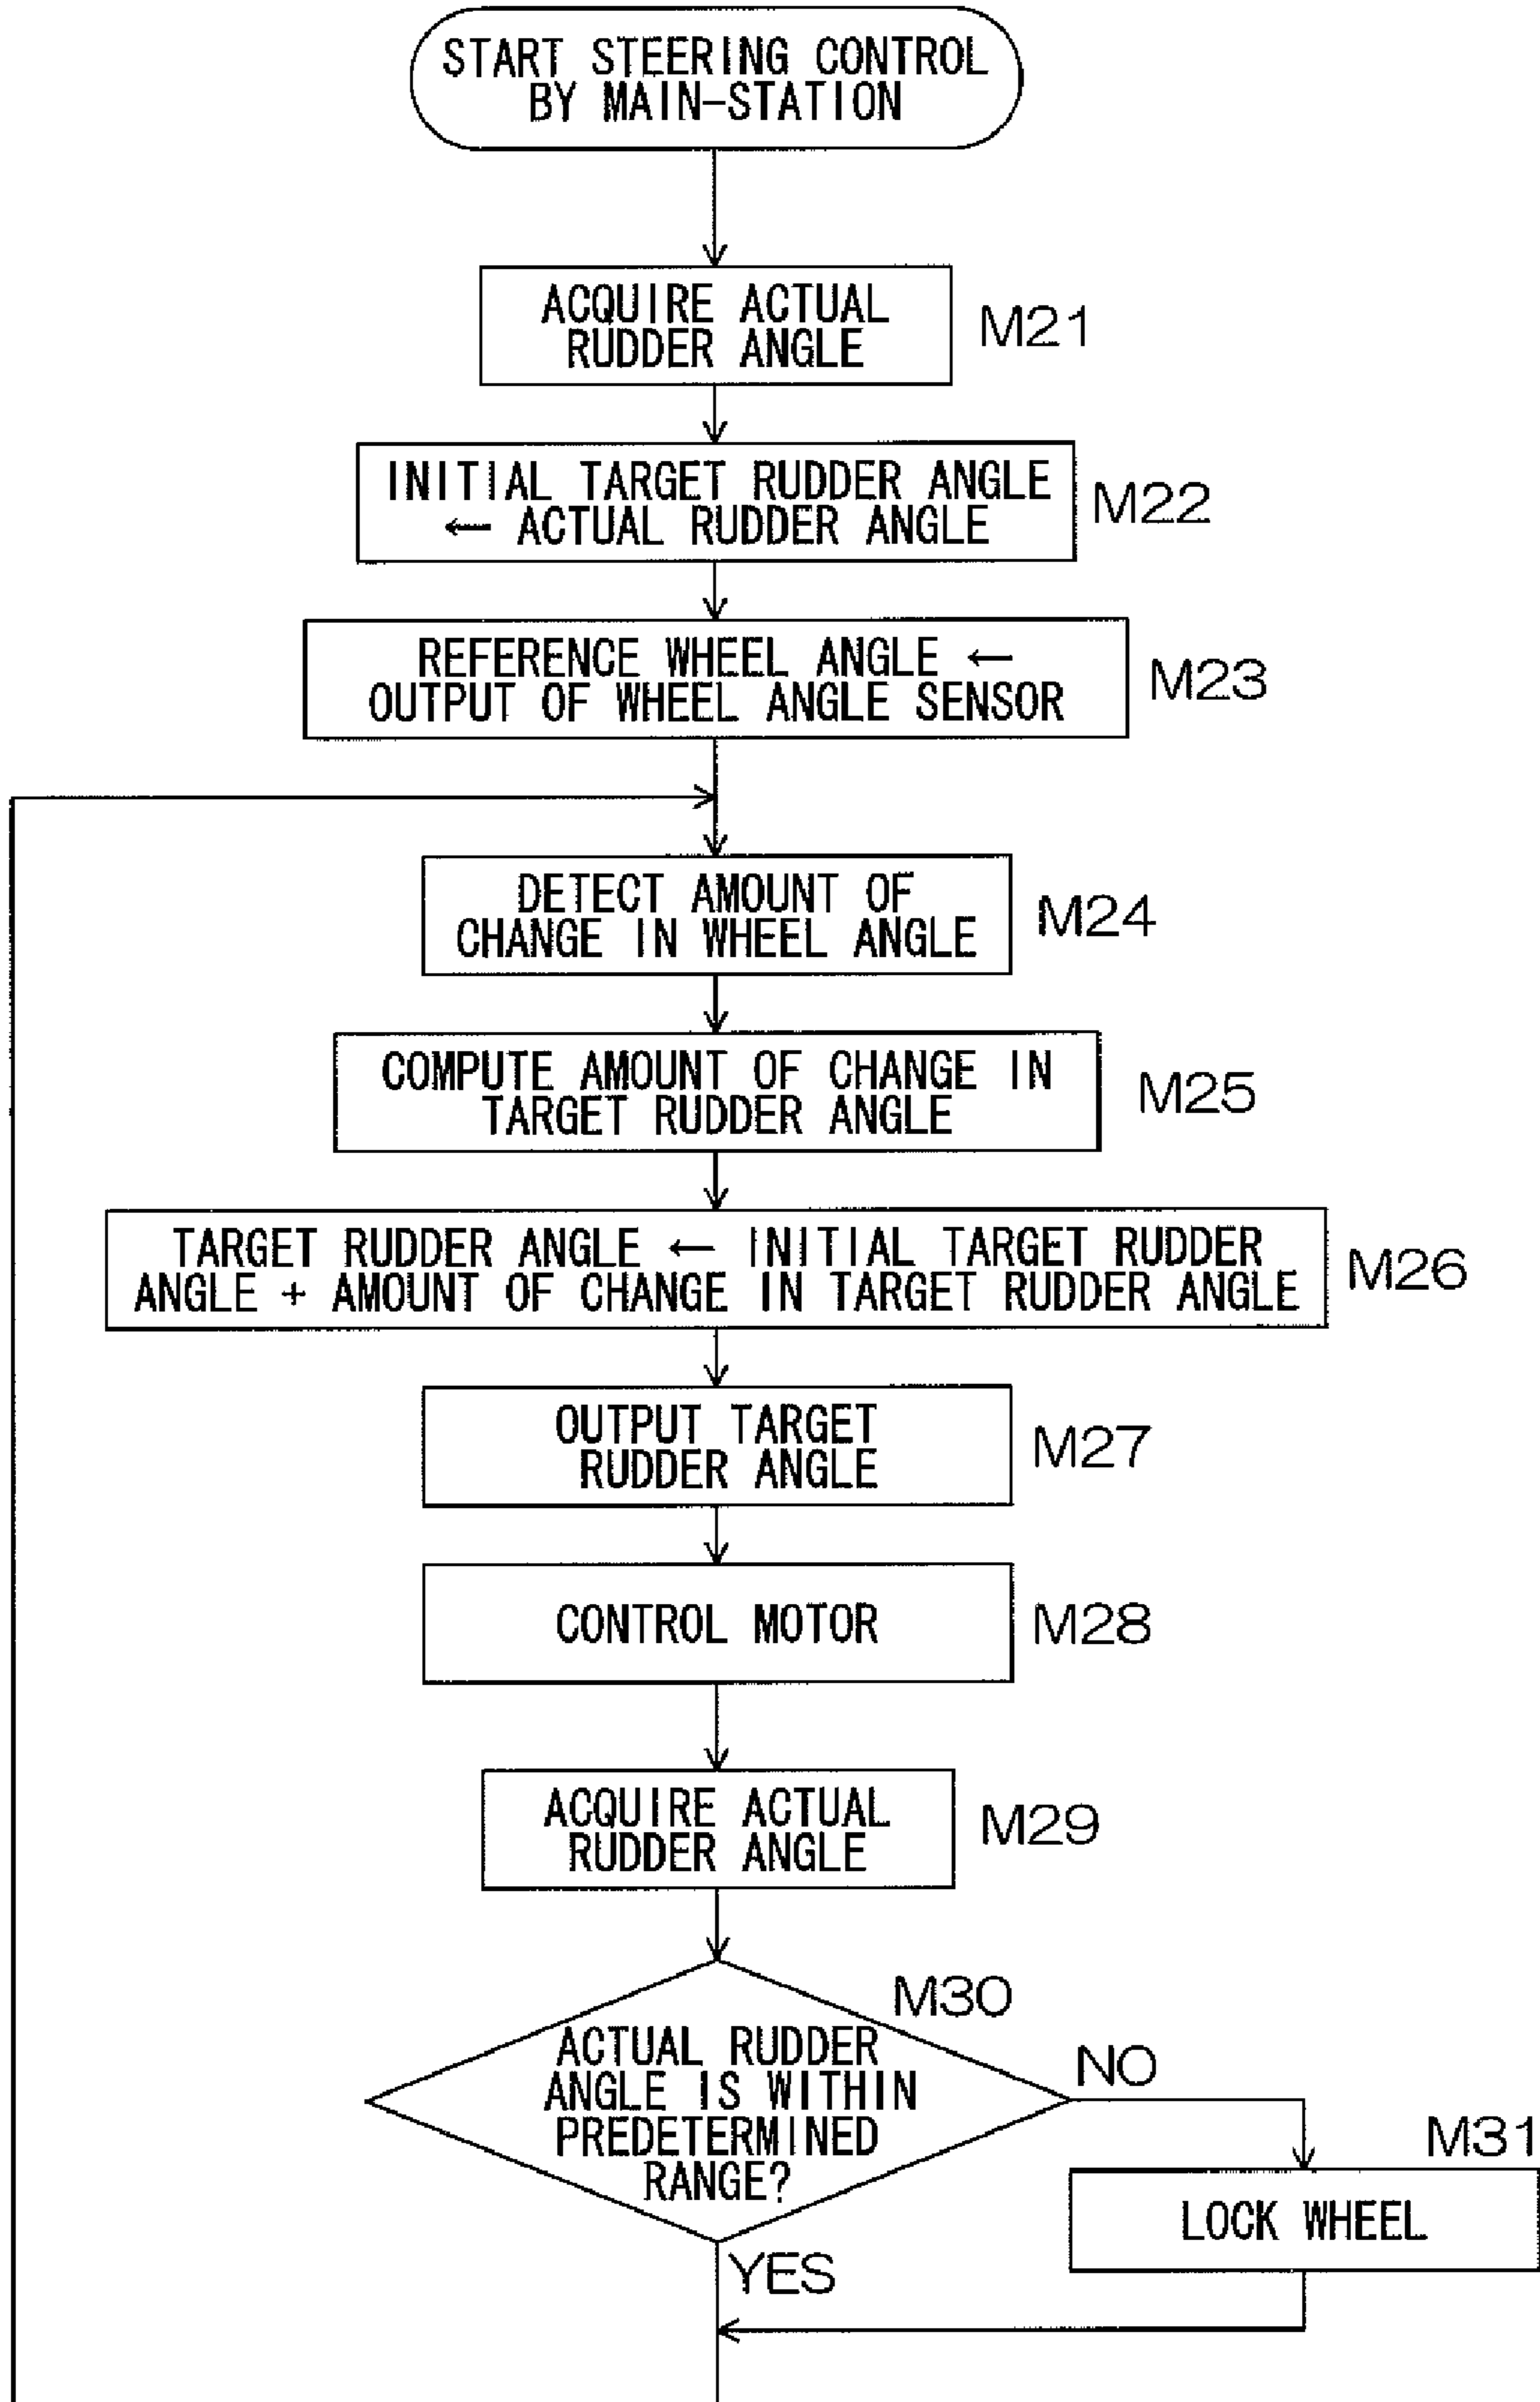 START STEERING CONTROL
BY MAIN-STATION
ACQUIRE ACTUAL
RUDDER ANGLE
M21
INITIAL TARGET RUDDER ANGLE
← ACTUAL RUDDER ANGLE
M22
REFERENCE WHEEL ANGLE ←
OUTPUT OF WHEEL ANGLE SENSOR
M23
DETECT AMOUNT OF
CHANGE IN WHEEL ANGLE
M24
COMPUTE AMOUNT OF CHANGE IN
TARGET RUDDER ANGLE
M25
TARGET RUDDER ANGLE ← INITIAL TARGET RUDDER
ANGLE + AMOUNT OF CHANGE IN TARGET RUDDER ANGLE
M26
OUTPUT TARGET
RUDDER ANGLE
M27
CONTROL MOTOR
M28
ACQUIRE ACTUAL
RUDDER ANGLE
M29
M30
ACTUAL RUDDER
ANGLE IS WITHIN
PREDETERMINED
RANGE?
NO
M31
LOCK WHEEL
YES